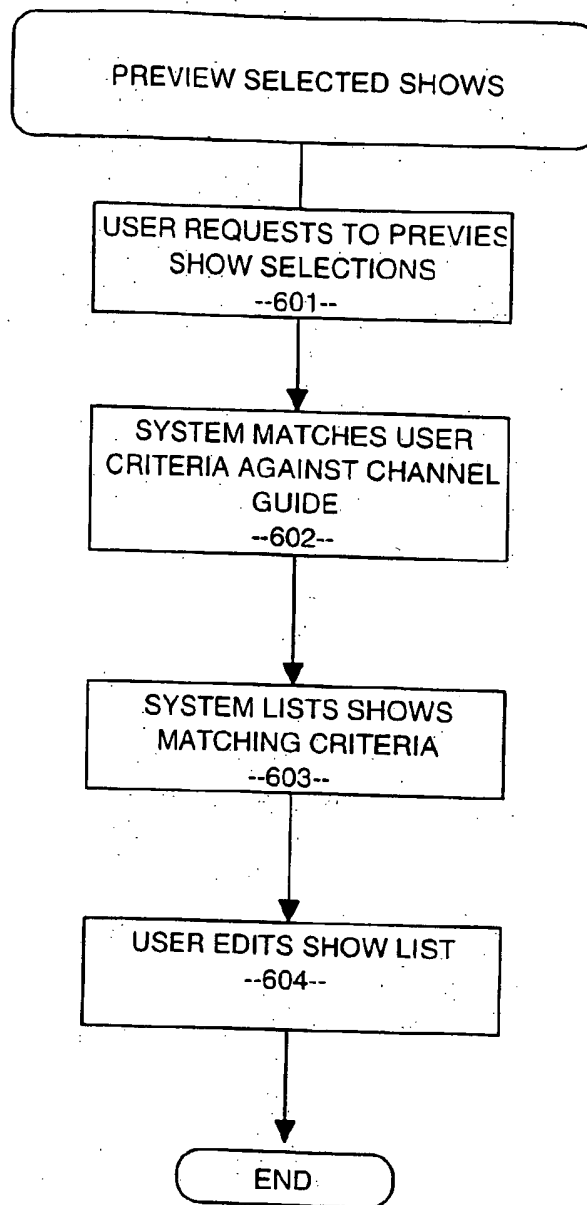 PREVIEW SELECTED SHOWS
USER REQUESTS TO PREVIES
SHOW SELECTIONS
--601--
SYSTEM MATCHES USER
CRITERIA AGAINST CHANNEL
GUIDE
--602--
SYSTEM LISTS SHOWS
MATCHING CRITERIA
--603--
USER EDITS SHOW LIST
--604--
END